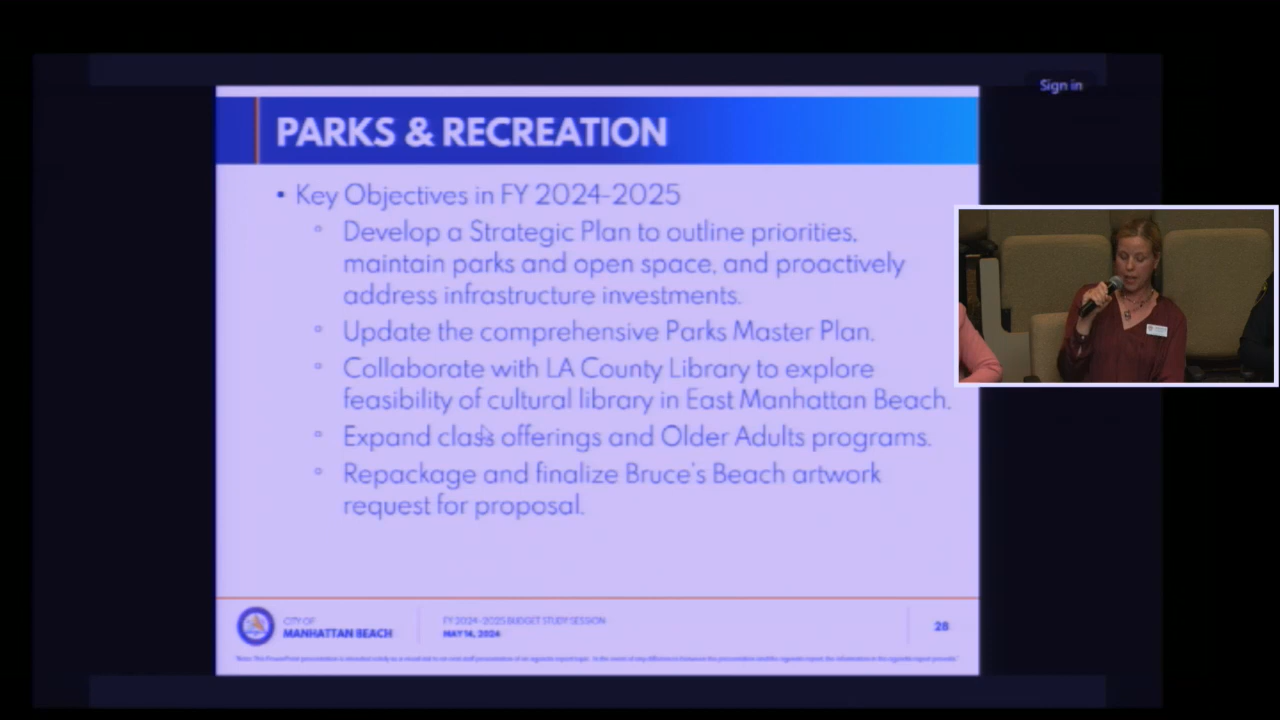 Sign in
PARKS & RECREATION
• Key Objectives in FY 2024-2025
◦ Develop a Strategic Plan to outline priorities,
maintain parks and open space, and proactively
address infrastructure investments.
◦ Update the comprehensive Parks Master Plan.
◦ Collaborate with LA County Library to explore
feasibility of cultural library in East Manhattan Beach.
◦ Expand class offerings and Older Adults programs.
◦ Repackage and finalize Bruce's Beach artwork
request for proposal.
CITY OF
MANHATTAN BEACH
FY 2024-2025 BUDGET STUDY SESSION
MAY 14, 2024
28